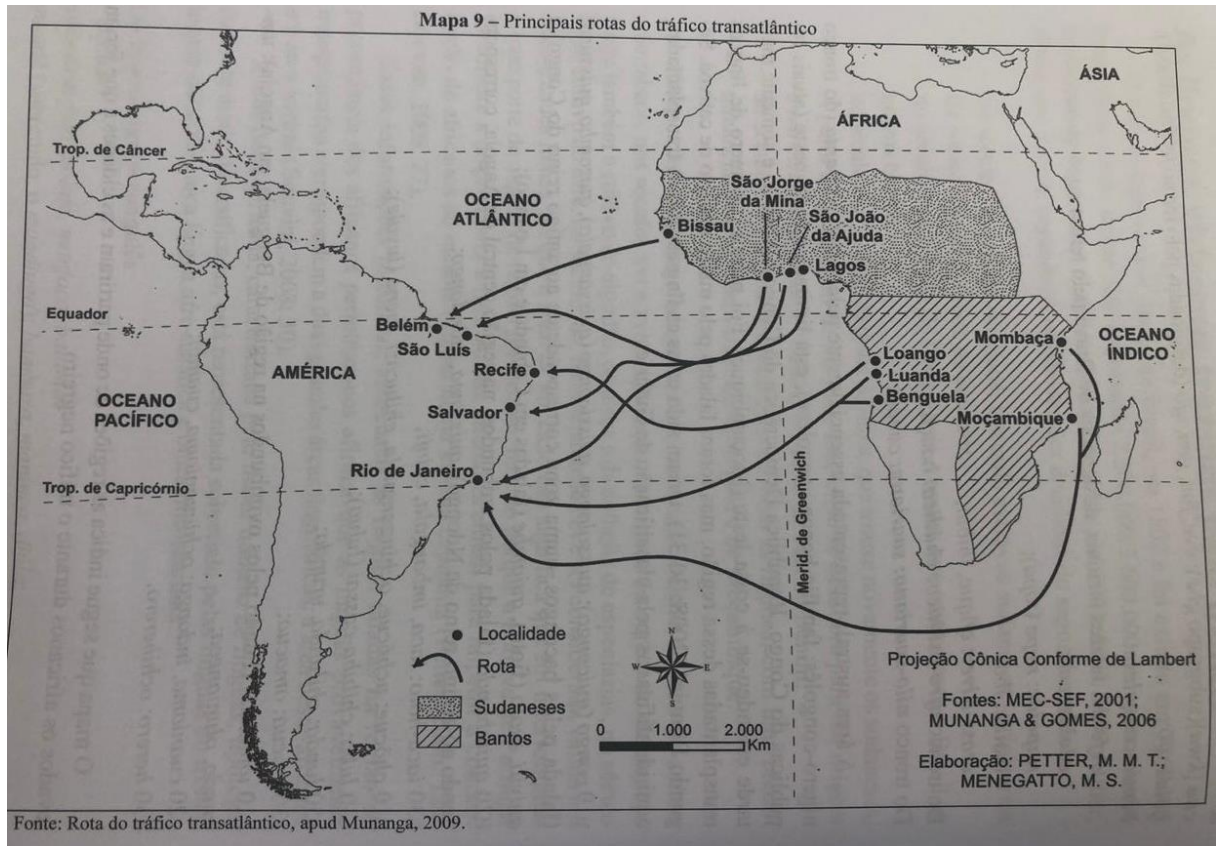 Mapa 9 – Principais rotas do tráfico transatlântico
ÁSIA
ÁFRICA
Trop. de Câncer
OCEANO
ATLÂNTICO
São Jorge
da Mina
São João
da Ajuda
Bissau
Lagos
Equador
Belém
São Luís
Mombaça
OCEANO
ÍNDICO
AMÉRICA
Recife
Loango
Luanda
Benguela
OCEANO
PACÍFICO
Salvador
Moçambique
Rio de Janeiro
Trop. de Capricórnio
Merid. de Greenwich
Localidade
Rota
Sudaneses
Bantos
N
W
E
S
0 1.000 2.000
Km
Projeção Cônica Conforme de Lambert
Fontes: MEC-SEF, 2001;
MUNANGA & GOMES, 2006
Elaboração: PETTER, M. M. T.;
MENEGATTO, M. S.
Fonte: Rota do tráfico transatlântico, apud Munanga, 2009.